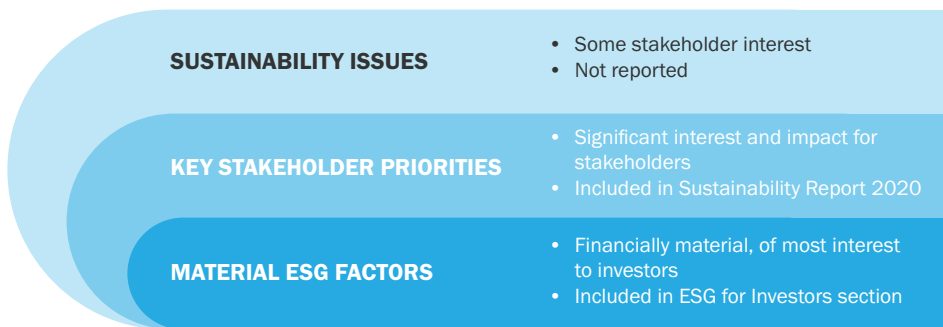 SUSTAINABILITY ISSUES
• Some stakeholder interest
• Not reported
KEY STAKEHOLDER PRIORITIES
• Significant interest and impact for
stakeholders
• Included in Sustainability Report 2020
MATERIAL ESG FACTORS
• Financially material, of most interest
to investors
• Included in ESG for Investors section